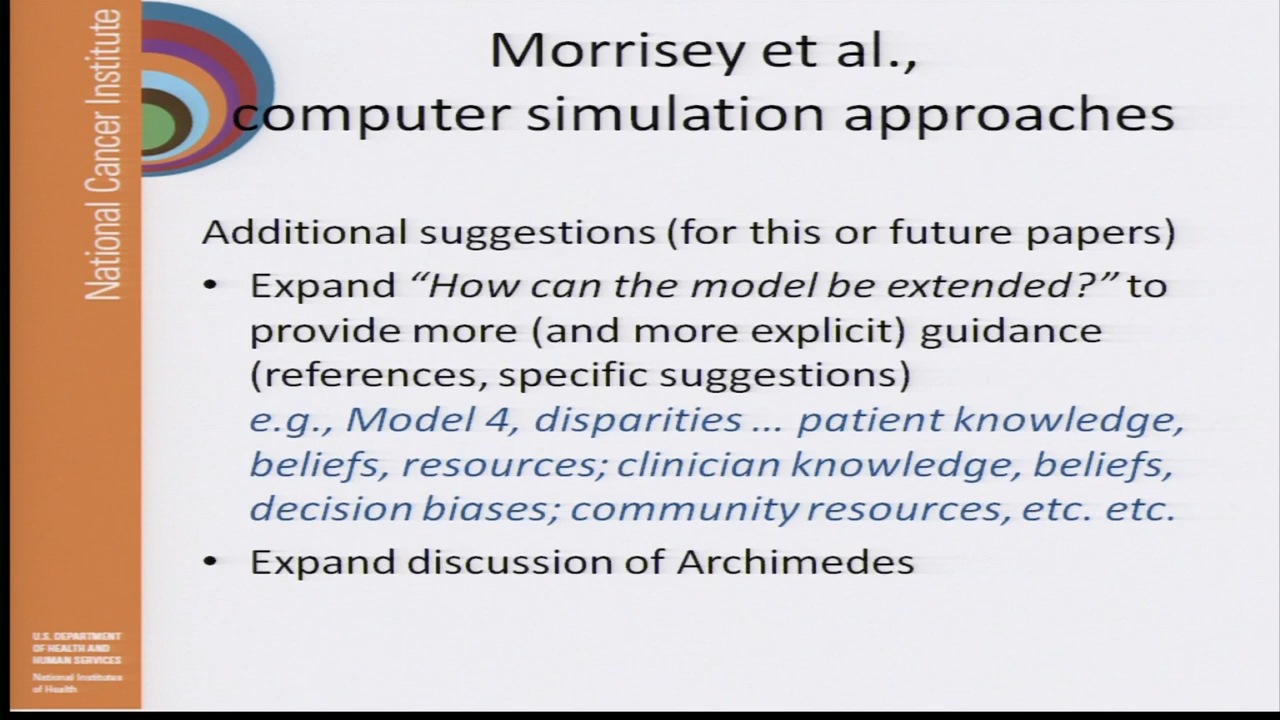 National Cancer Institute
Morrisey et al.,
computer simulation approaches
Additional suggestions (for this or future papers)
• Expand “How can the model be extended?” to
provide more (and more explicit) guidance
(references, specific suggestions)
e.g., Model 4, disparities ... patient knowledge,
beliefs, resources; clinician knowledge, beliefs,
decision biases; community resources, etc. etc.
• Expand discussion of Archimedes
U.S. DEPARTMENT
OF HEALTH AND
HUMAN SERVICES
National Institutes
of Health